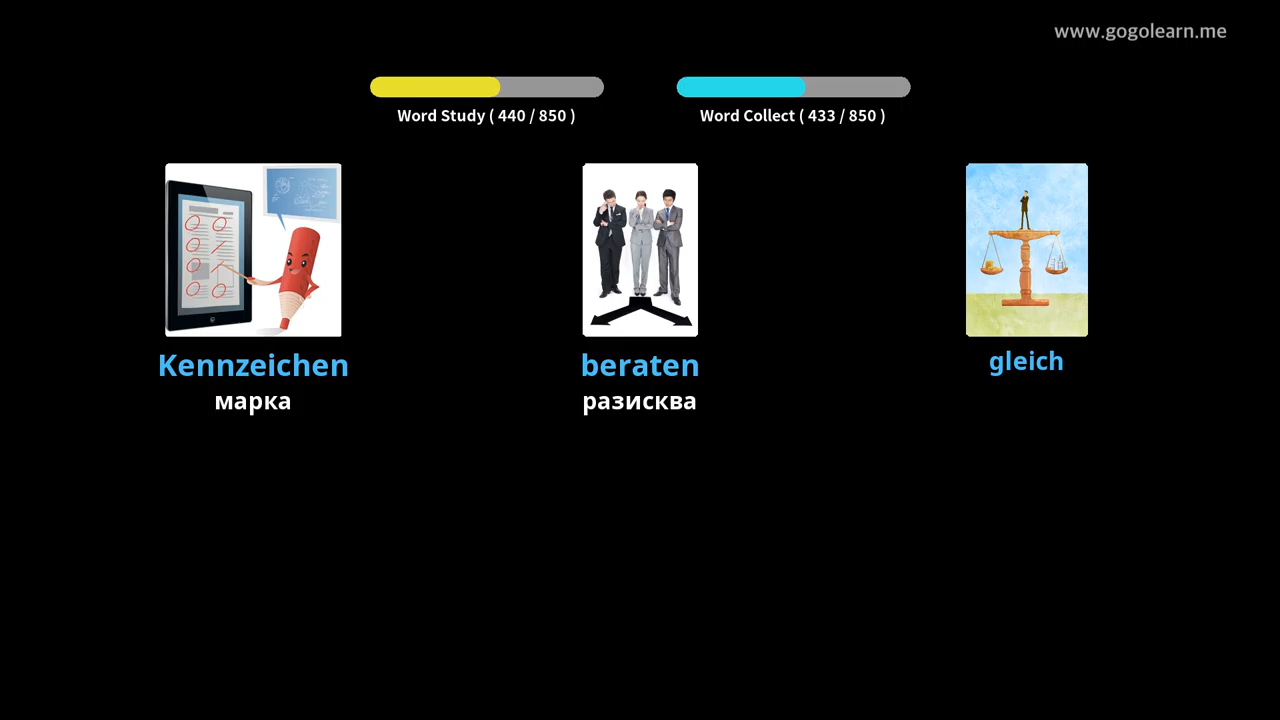 www.gogolearn.me
Word Study ( 440 / 850 )
Word Collect ( 433 / 850 )
Kennzeichen
марка
beraten
разисква
gleich